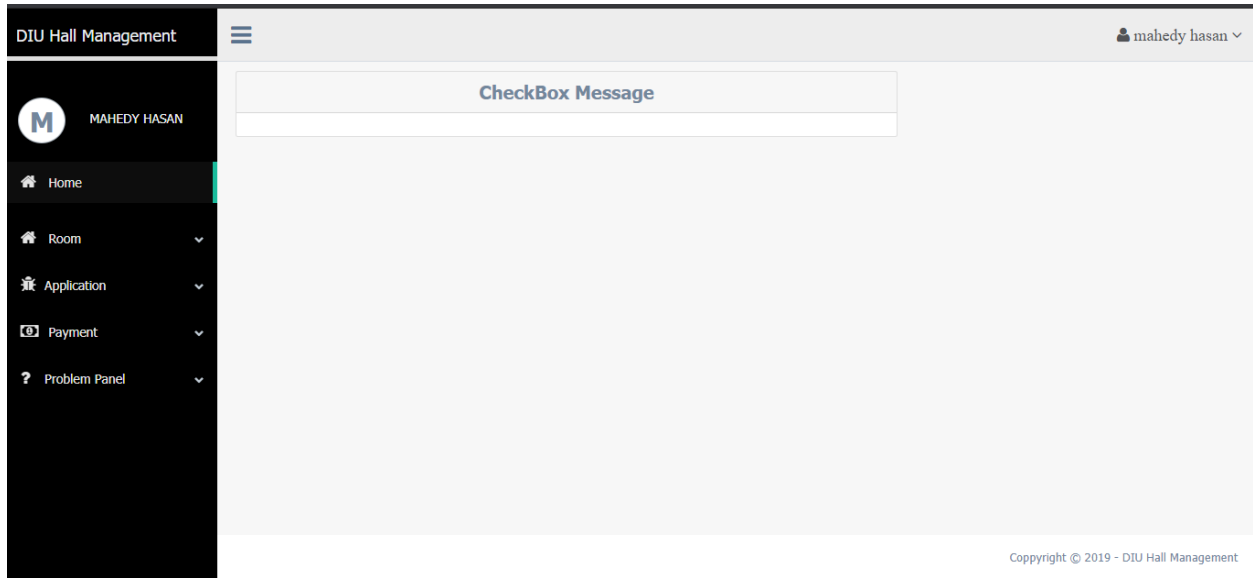 DIU Hall Management
mahedy hasan
CheckBox Message
M
MAHEDY HASAN
Home
Room
Application
Payment
? Problem Panel
Coppyright © 2019 - DIU Hall Management